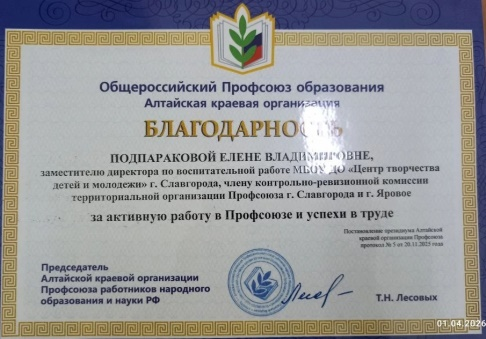 Общероссийский Профсоюз образования
Алтайская краевая организация
БЛАГОДАРНОСТЬ
ПОДПАРАКОВОЙ ЕЛЕНЕ ВЛАДИМИРОВНЕ,
заместителю директора по воспитательной работе МБОУ ДО «Центр творчества
детей и молодежи» г. Славгорода, члену контрольно-ревизионной комиссии
территориальной организации Профсоюза г. Славгорода и г. Яровое
за активную работу в Профсоюзе и успехи в труде
Постановление президиума Алтайской
краевой организации Профсоюза
протокол № 5 от 20.11.2025 года
Председатель
Алтайской краевой организации
Профсоюза работников народного
образования и науки РФ
Т.Н. Лесовых
01.04.2026